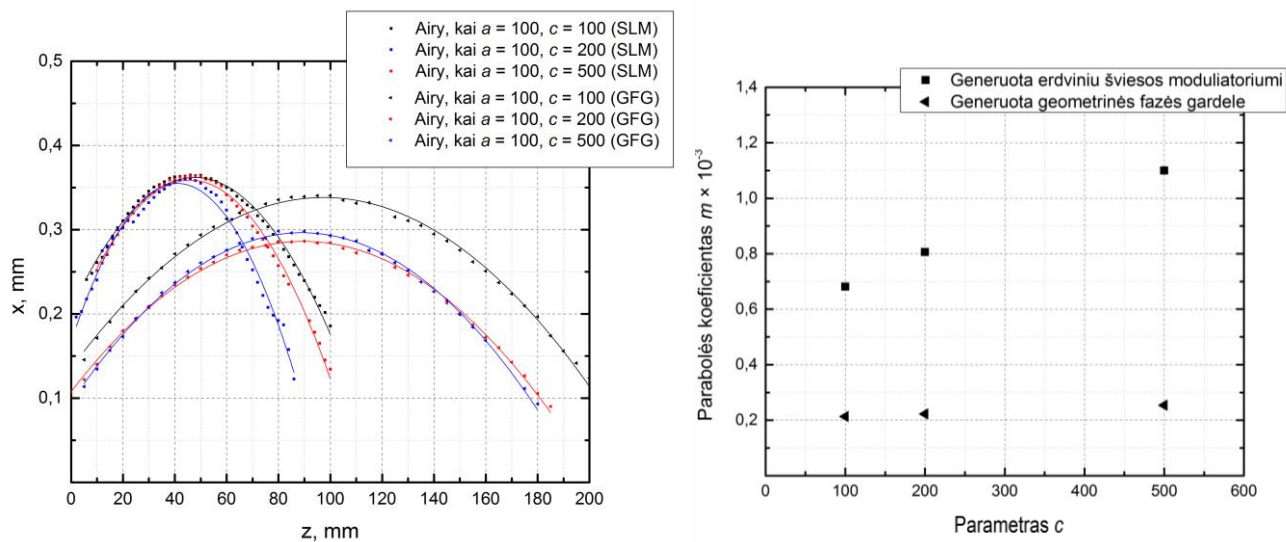 Airy, kai a = 100, c = 100 (SLM)
Airy, kai a = 100, c = 200 (SLM)
Airy, kai a = 100, c = 500 (SLM)
Airy, kai a = 100, c = 100 (GFG)
Airy, kai a = 100, c = 200 (GFG)
Airy, kai a = 100, c = 500 (GFG)
0,5
0,4
0,3
0,2
0,1
x, mm
0 20 40 60 80 100 120 140 160 180 200
z, mm
Generuota erdviniu šviesos moduliatoriumi
Generuota geometrinės fazės gardele
1,4
1,2
1,0
0,8
0,6
0,4
0,2
0
Parabolės koeficientas m × 10⁻³
0 100 200 300 400 500 600
Parametras c